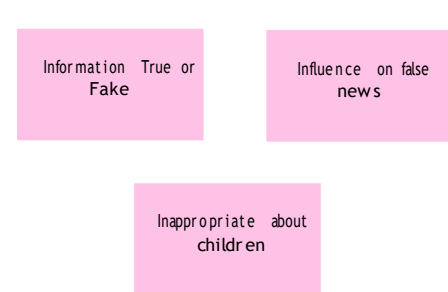 Information True or
Fake
Influence on false
news
Inappropriate about
children